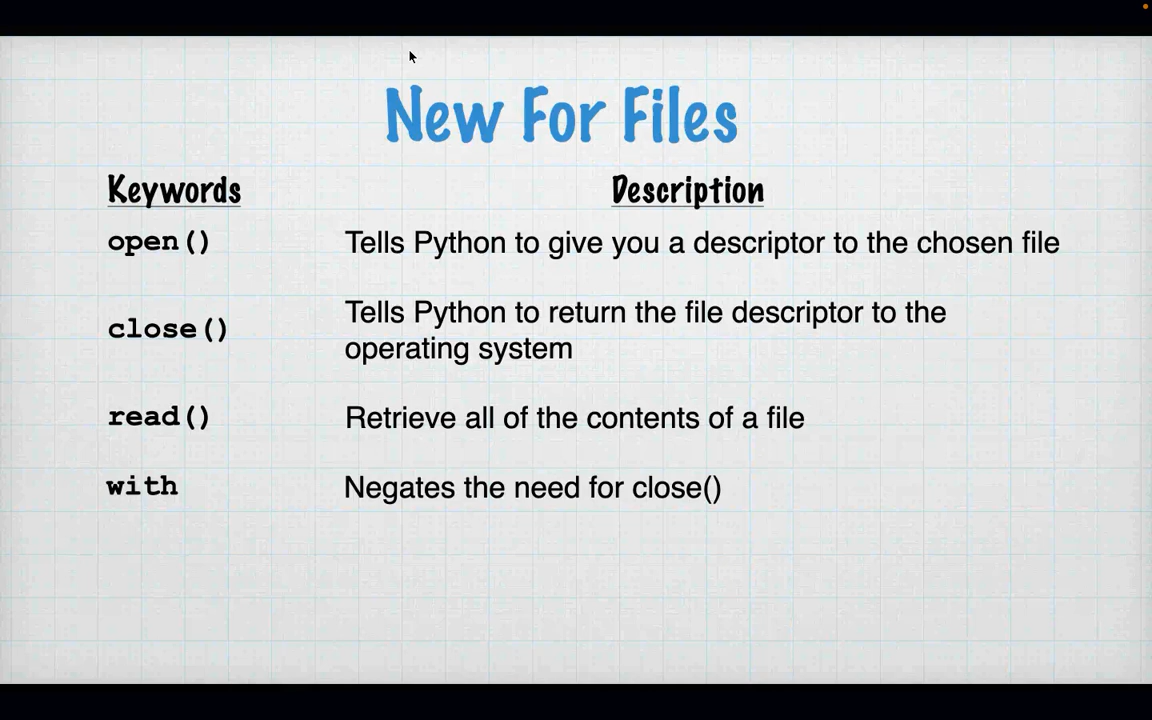 New For Files
Keywords Description
open() Tells Python to give you a descriptor to the chosen file
close() Tells Python to return the file descriptor to the
operating system
read() Retrieve all of the contents of a file
with Negates the need for close()